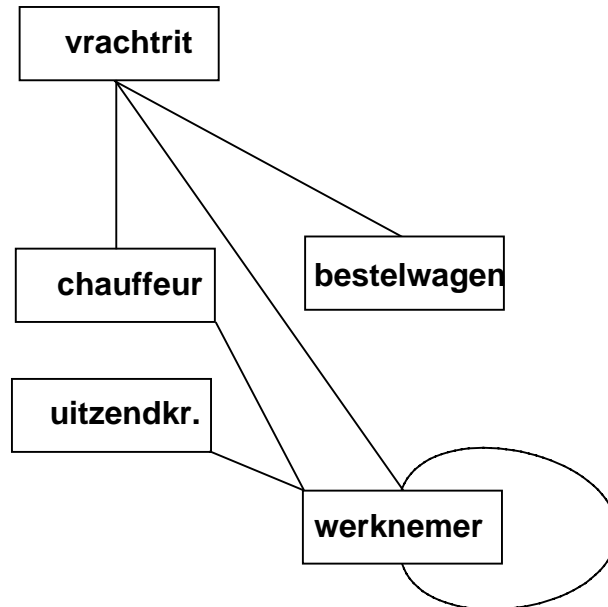 vrachtrit
chauffeur
bestelwagen
uitzendkr.
werknemer